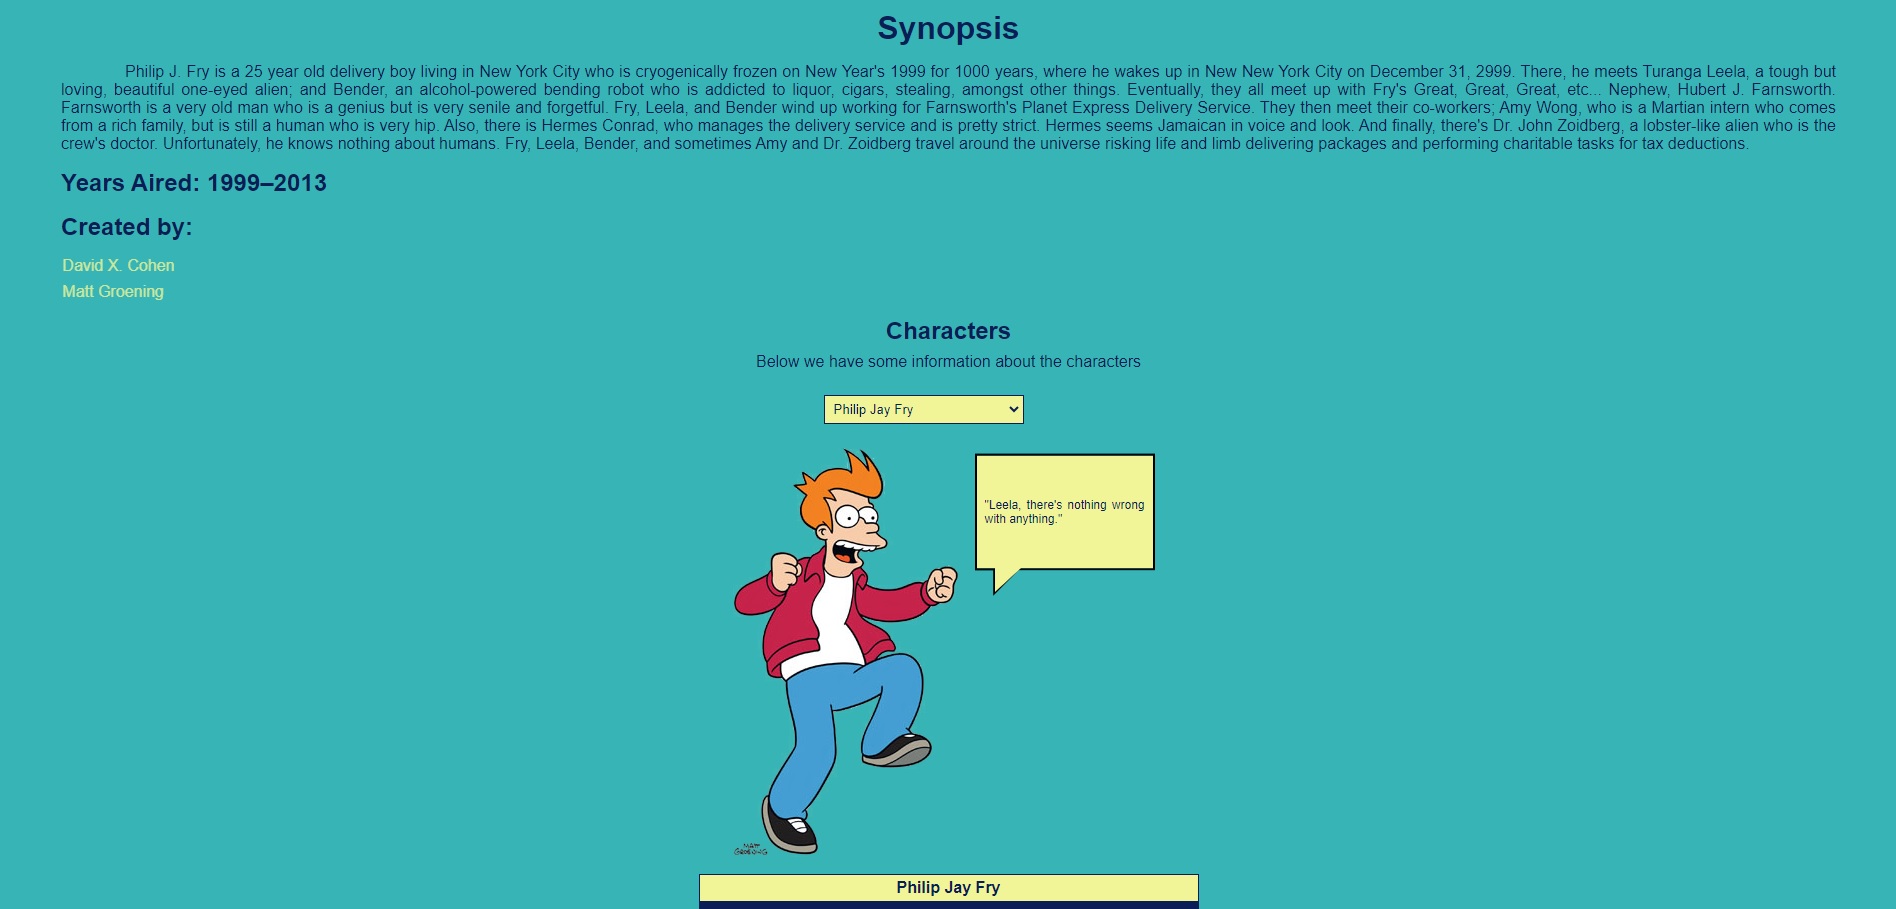 Synopsis
Philip J. Fry is a 25 year old delivery boy living in New York City who is cryogenically frozen on New Year's 1999 for 1000 years, where he wakes up in New New York City on December 31, 2999. There, he meets Turanga Leela, a tough but
loving, beautiful one-eyed alien; and Bender, an alcohol-powered bending robot who is addicted to liquor, cigars, stealing, amongst other things. Eventually, they all meet up with Fry's Great, Great, Great, etc... Nephew, Hubert J. Farnsworth.
Farnsworth is a very old man who is a genius but is very senile and forgetful. Fry, Leela, and Bender wind up working for Farnsworth's Planet Express Delivery Service. They then meet their co-workers; Amy Wong, who is a Martian intern who comes
from a rich family, but is still a human who is very hip. Also, there is Hermes Conrad, who manages the delivery service and is pretty strict. Hermes seems Jamaican in voice and look. And finally, there's Dr. John Zoidberg, a lobster-like alien who is the
crew's doctor. Unfortunately, he knows nothing about humans. Fry, Leela, Bender, and sometimes Amy and Dr. Zoidberg travel around the universe risking life and limb delivering packages and performing charitable tasks for tax deductions.
Years Aired: 1999–2013
Created by:
David X. Cohen
Matt Groening
Characters
Below we have some information about the characters
Philip Jay Fry
"Leela, there's nothing wrong
with anything."
MATT
GROENING
Philip Jay Fry